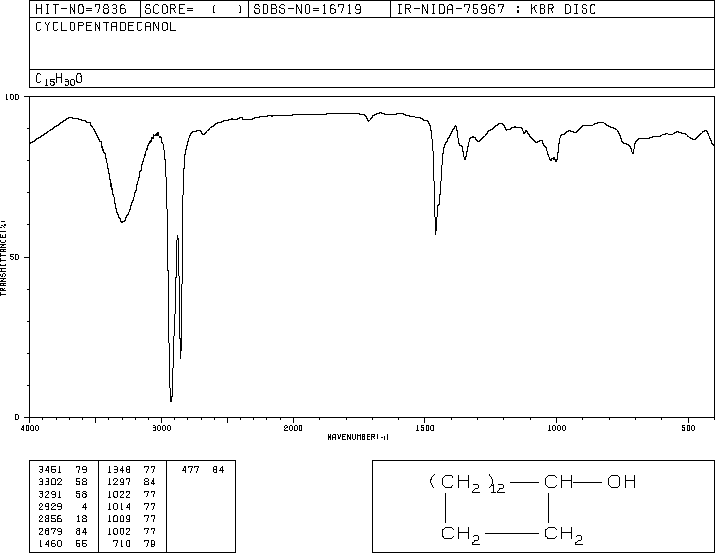 HIT-NO=7836 SCORE= ( ) SDBS-NO=16719 IR-NIDA-75967 : KBR DISC
CYCLOPENTADECANOL
C15H30O
100
50
0
TRANSMITTANCE(%)
4000 3000 2000 1500 1000 500
WAVENUMBER(-1)
3461 79 1348 77 477 84
3302 58 1297 84
3291 58 1022 77
2929 4 1014 77
2856 18 1009 77
2679 84 1002 77
1460 55 710 79
(CH2)12 CH OH
CH2 CH2